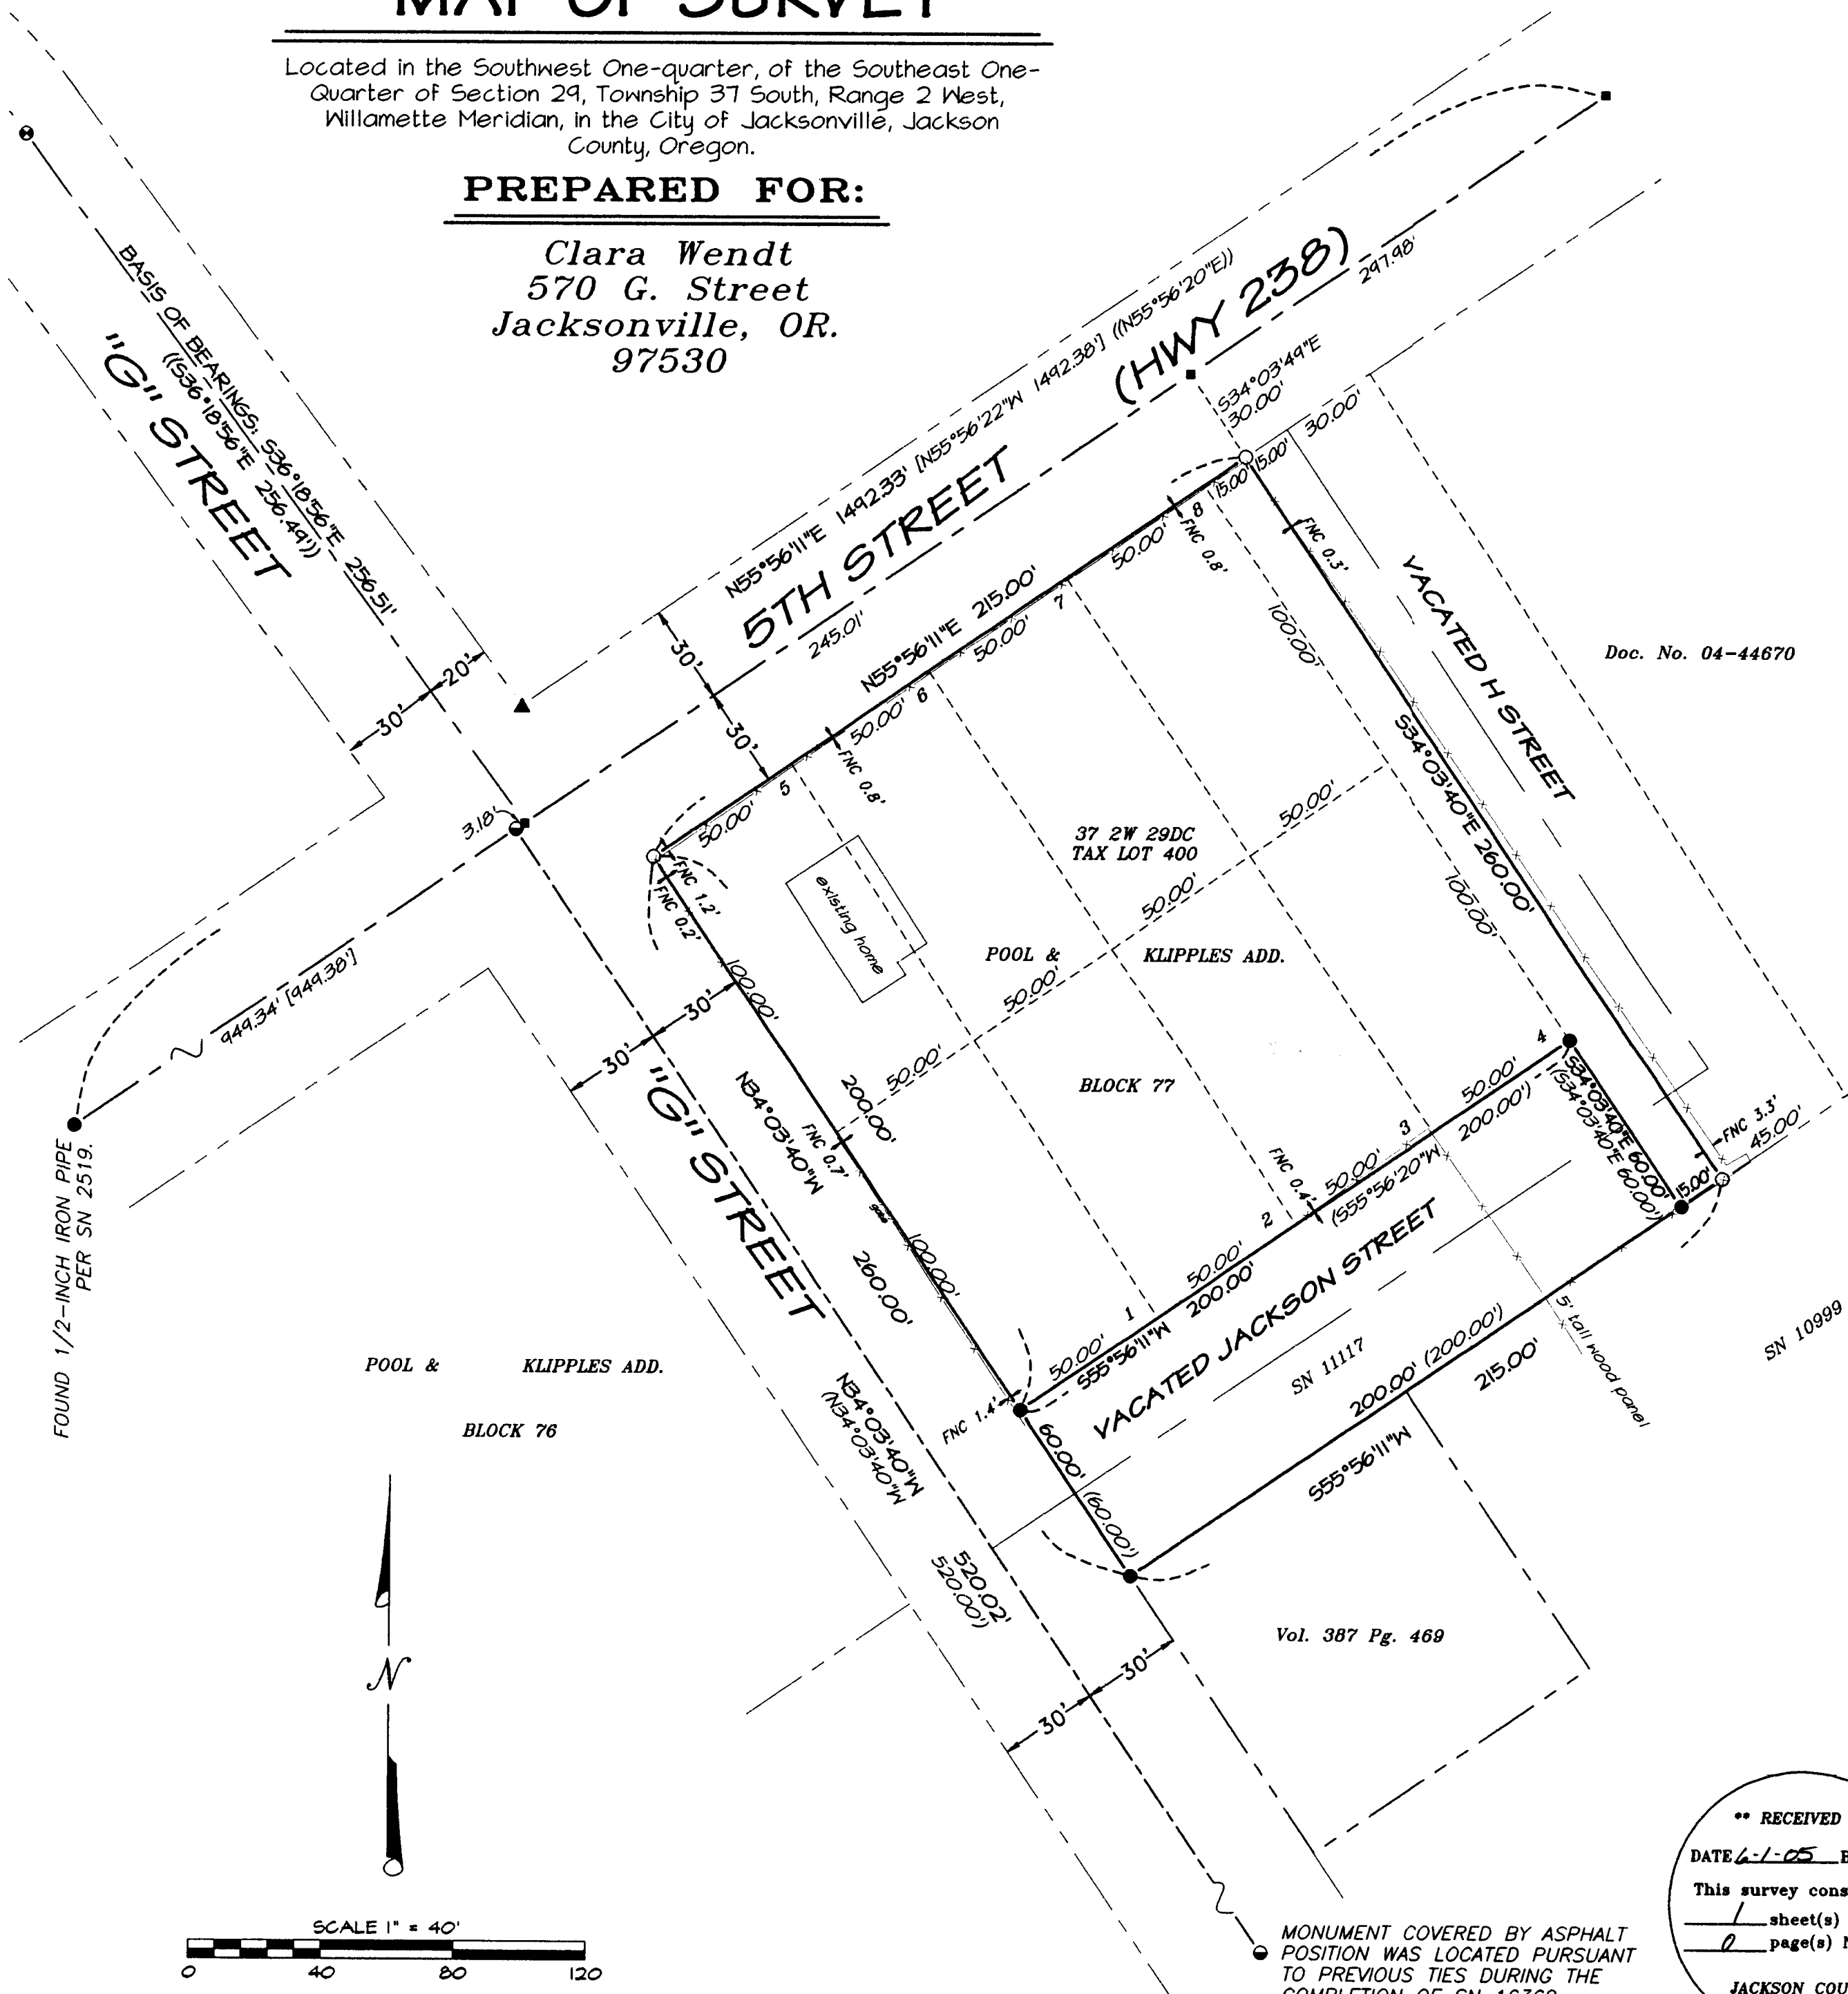 MAP OF SURVEY
Located in the Southwest One-quarter, of the Southeast One-
Quarter of Section 29, Township 37 South, Range 2 West,
Willamette Meridian, in the City of Jacksonville, Jackson
County, Oregon.
PREPARED FOR:
Clara Wendt
570 G. Street
Jacksonville, OR.
97530
BASIS OF BEARINGS: S36°18'56"E 256.51'
((S36°18'56"E 256.49'))
"G" STREET
30'
20'
3.18'
N55°56'11"E 1492.33' [N55°56'22"W 1492.38'] ((N55°56'20"E))
5TH STREET
(HWY 238)
297.98'
245.01'
30'
30'
S34°03'49"E
30.00'
30.00'
15.00'
15.00'
N55°56'11"E 215.00'
50.00'
5
50.00'
6
50.00'
7
50.00'
8
FNC 0.8'
FNC 0.8'
FNC 0.3'
FNC 1.2'
FNC 0.2'
VACATED H STREET
Doc. No. 04-44670
S34°03'40"E 260.00'
100.00'
100.00'
37 2W 29DC
TAX LOT 400
existing home
POOL & KLIPPLES ADD.
50.00'
50.00'
50.00'
50.00'
BLOCK 77
949.34' [949.38']
FOUND 1/2-INCH IRON PIPE
PER SN 2519.
30'
30'
"G" STREET
100.00'
200.00'
N34°03'40"W
FNC 0.7'
gate
100.00'
260.00'
1
50.00'
2
50.00'
3
50.00'
4
50.00'
S55°56'11"W 200.00'
(S55°56'20"W 200.00')
FNC 0.4'
S34°03'40"E 60.00'
(S34°03'40"E 60.00')
15.00'
FNC 3.3'
45.00'
VACATED JACKSON STREET
SN 11117
5' tall wood panel
SN 10999
200.00' (200.00')
215.00'
S55°56'11"W
FNC 1.4'
60.00'
(60.00')
POOL & KLIPPLES ADD.
BLOCK 76
N34°03'40"W
(N34°03'40"W
520.02'
520.00')
Vol. 387 Pg. 469
30'
30'
N
SCALE 1" = 40'
0 40 80 120
MONUMENT COVERED BY ASPHALT
POSITION WAS LOCATED PURSUANT
TO PREVIOUS TIES DURING THE
COMPLETION OF SN 16368
** RECEIVED
DATE 6-1-05 B
This survey cons
1 sheet(s)
0 page(s) N
JACKSON COU